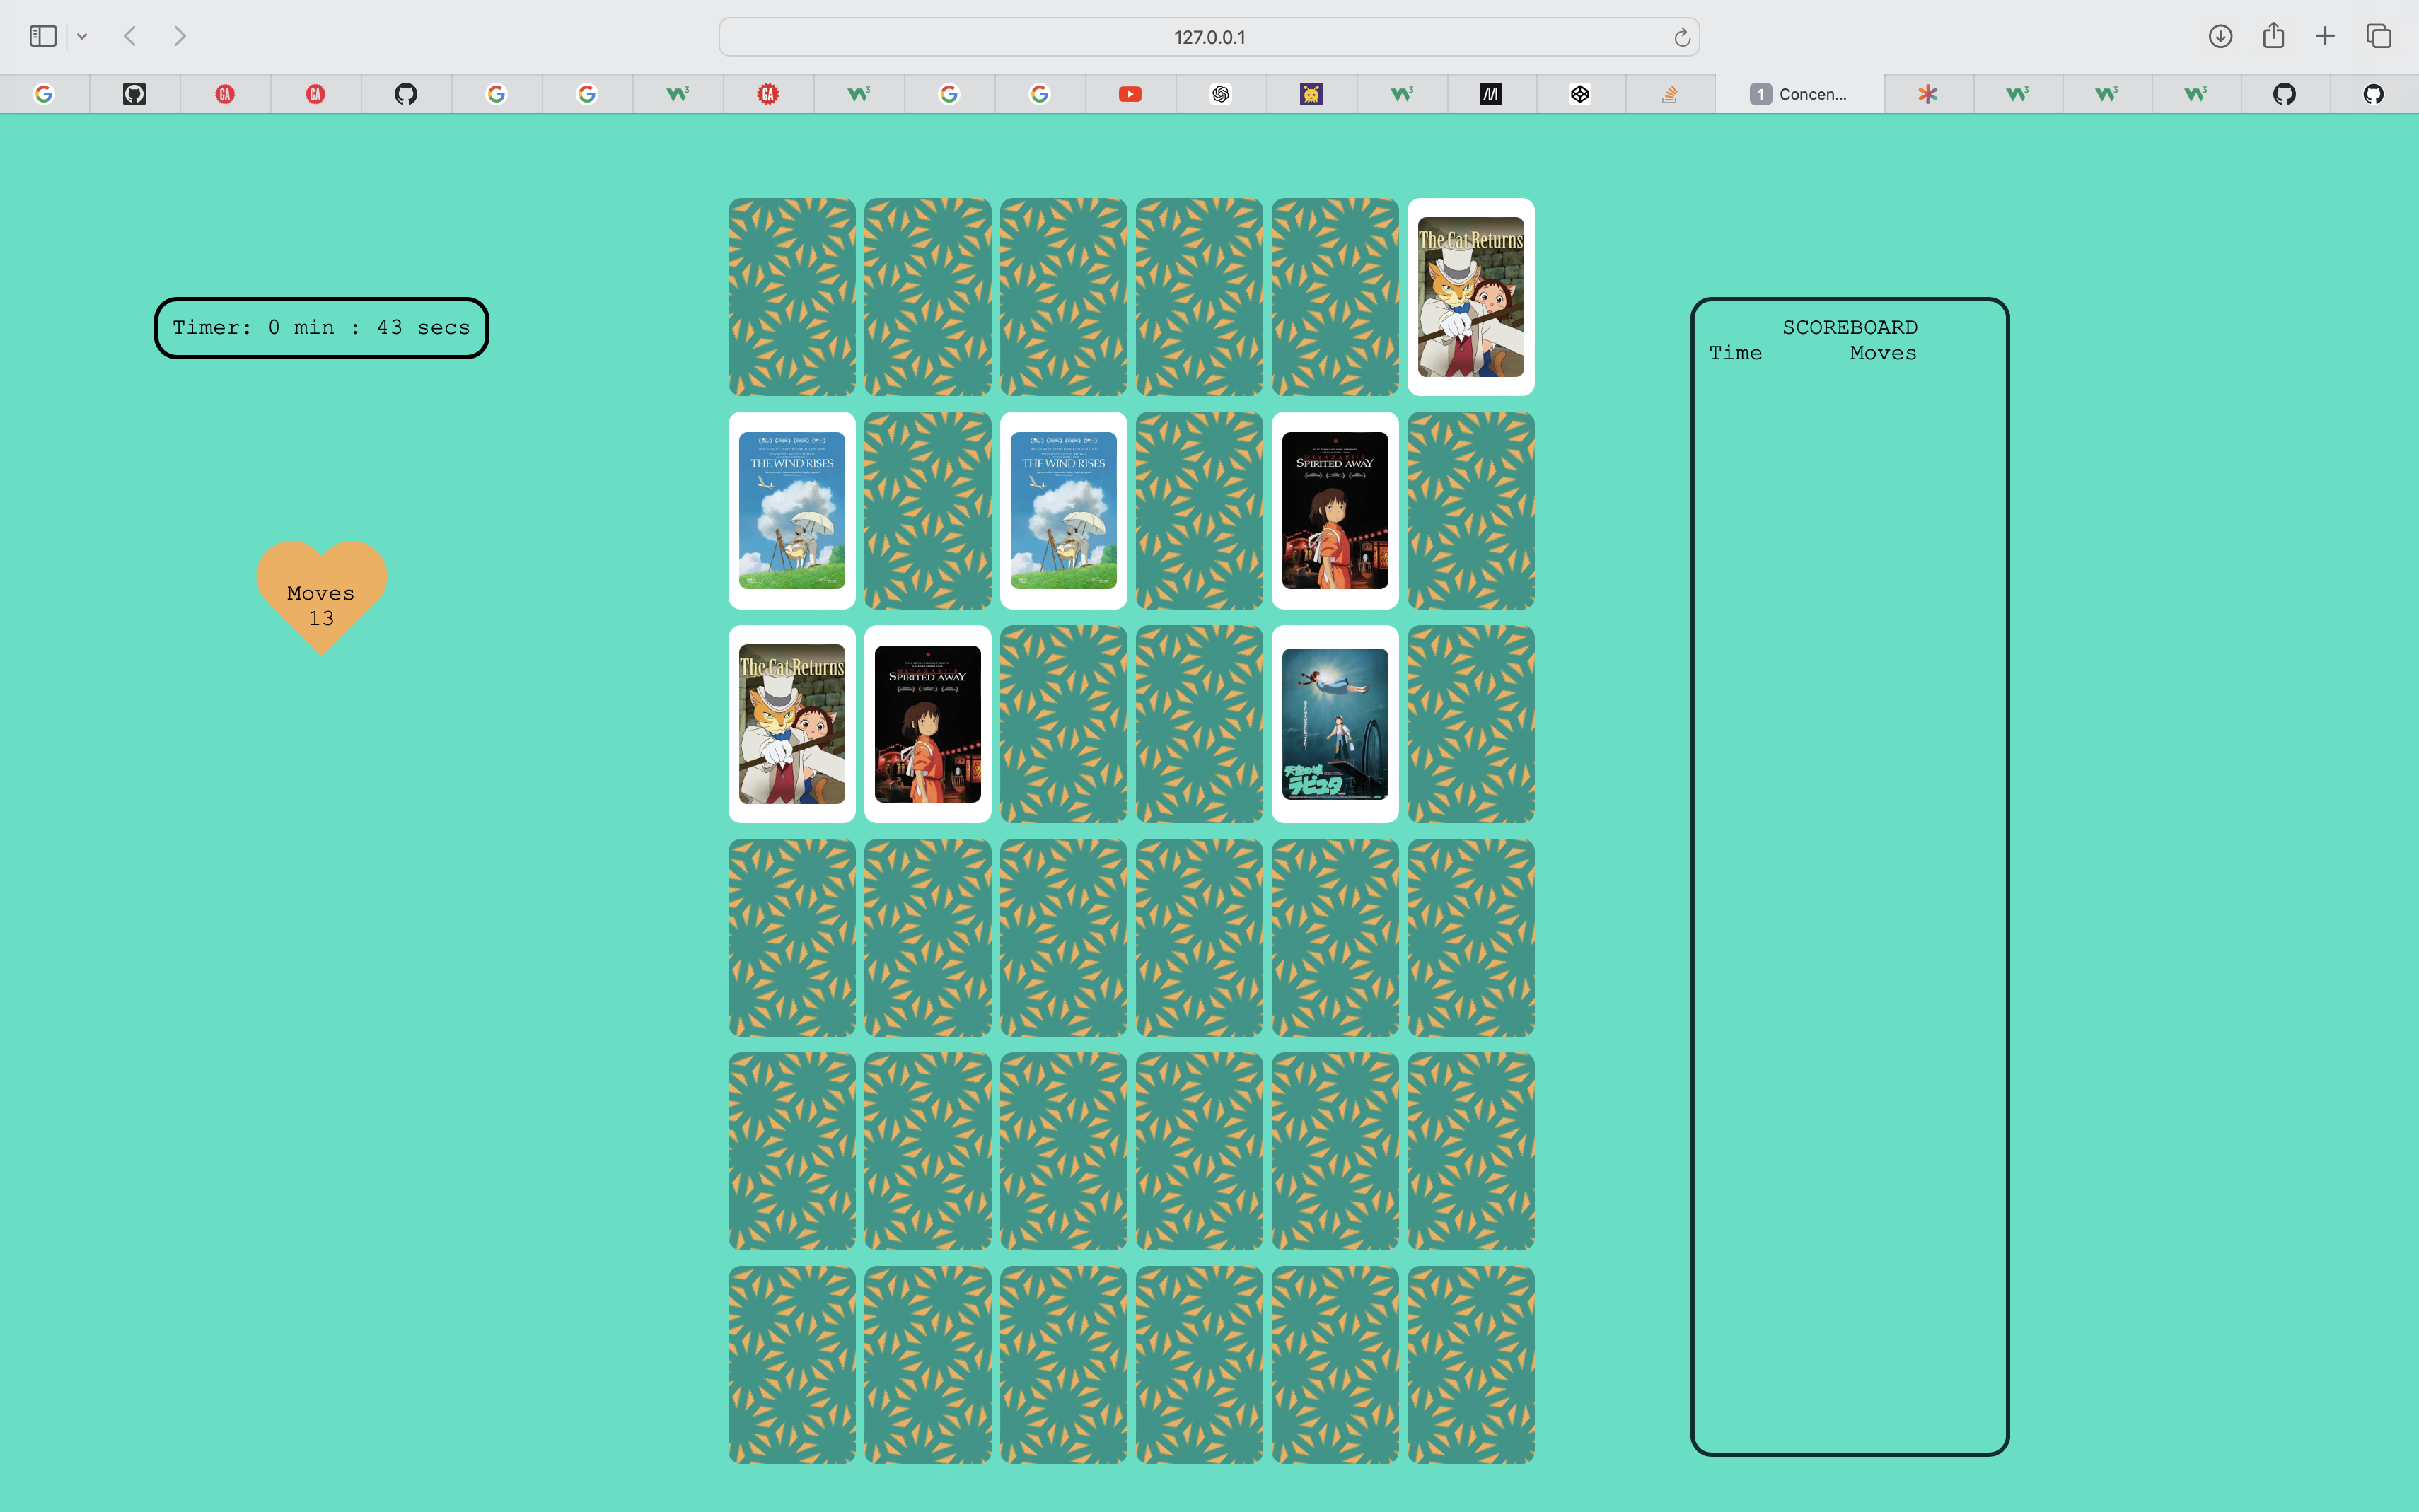 127.0.0.1
1 Concen...
The Cat Returns
Timer: 0 min : 43 secs
SCOREBOARD
Time Moves
THE WIND RISES
THE WIND RISES
MIYAZAKI'S
SPIRITED AWAY
Moves
13
The Cat Returns
MIYAZAKI'S
SPIRITED AWAY
天空の城
ラピュタ